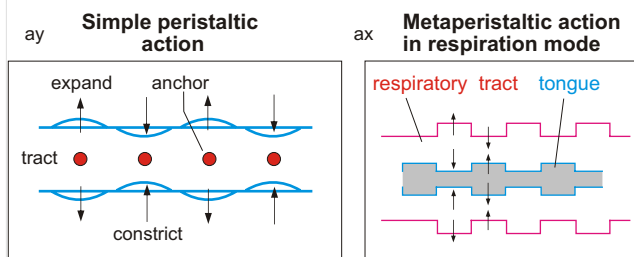 ay
Simple peristaltic
action
expand
anchor
tract
constrict
ax
Metaperistaltic action
in respiration mode
respiratory tract tongue